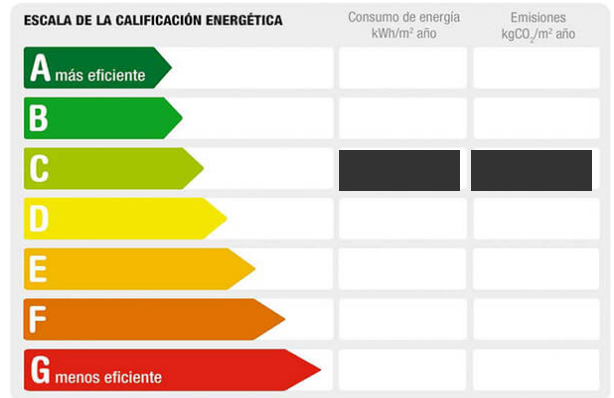 ESCALA DE LA CALIFICACIÓN ENERGÉTICA
Consumo de energía
kWh/m² año
Emisiones
kgCO₂/m² año
A más eficiente
B
C
D
E
F
G menos eficiente